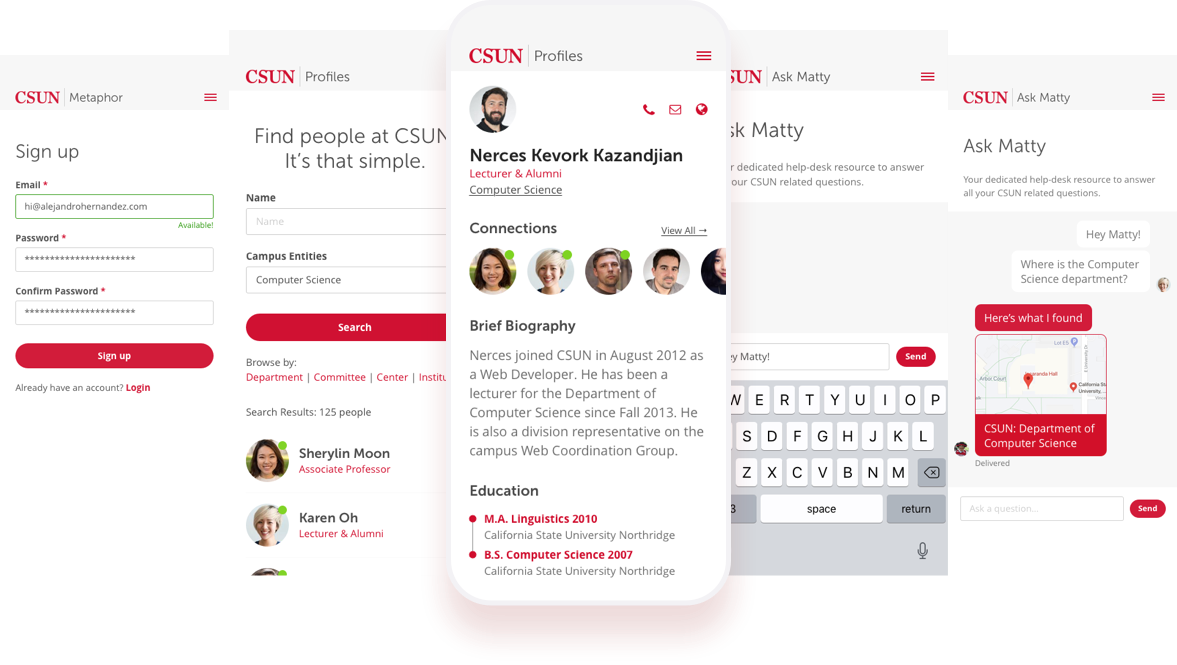 CSUN Metaphor
Sign up
Email *
hi@alejandrohernandez.com
Available!
Password *
**********************
Confirm Password *
**********************
Sign up
Already have an account? Login
CSUN Profiles
Find people at CSUN
It's that simple.
Name
Name
Campus Entities
Computer Science
Search
Browse by:
Department | Committee | Center | Institu
Search Results: 125 people
Sherylin Moon
Associate Professor
Karen Oh
Lecturer & Alumni
CSUN Profiles
Nerces Kevork Kazandjian
Lecturer & Alumni
Computer Science
Connections
View All →
Brief Biography
Nerces joined CSUN in August 2012 as
a Web Developer. He has been a
lecturer for the Department of
Computer Science since Fall 2013. He
is also a division representative on the
campus Web Coordination Group.
Education
M.A. Linguistics 2010
California State University Northridge
B.S. Computer Science 2007
California State University Northridge
SUN Ask Matty
sk Matty
r dedicated help-desk resource to answer
our CSUN related questions.
ey Matty!
Send
W E R T Y U I O P
S D F G H J K L
Z X C V B N M
3 space return
CSUN Ask Matty
Ask Matty
Your dedicated help-desk resource to answer
all your CSUN related questions.
Hey Matty!
Where is the Computer
Science department?
Here's what I found
Lot E5
Jacaranda Hall
California St
University,
CSUN: Department of
Computer Science
Delivered
Ask a question...
Send